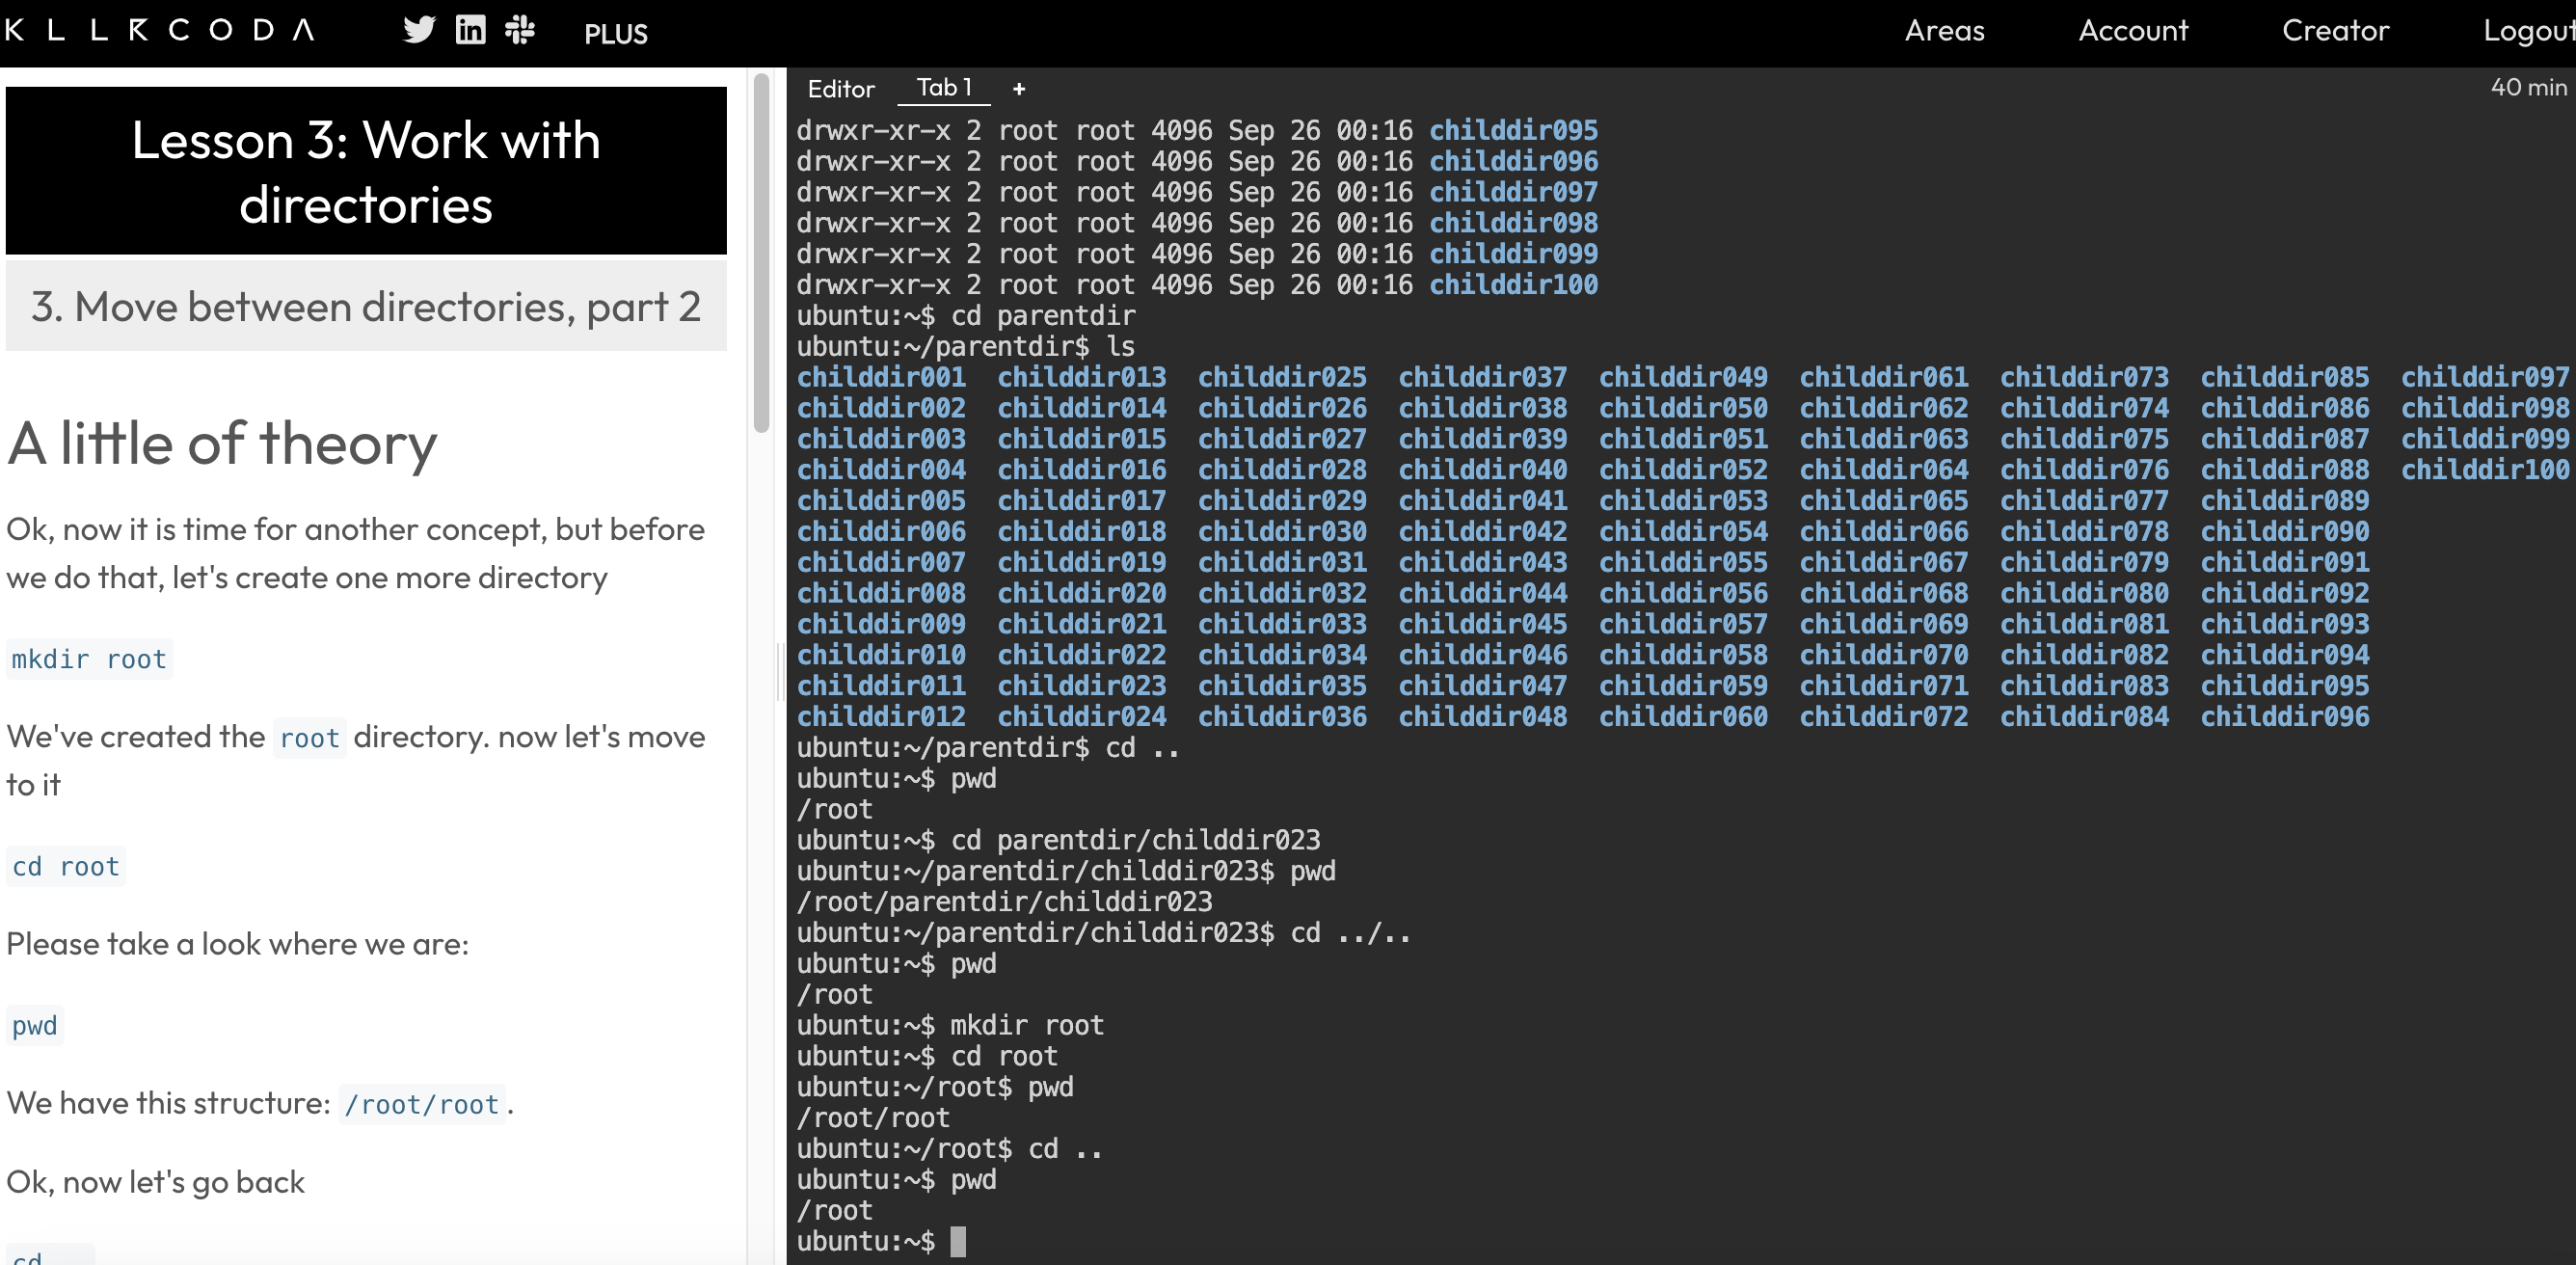 KLLRCODA PLUS Areas Account Creator Logout
Lesson 3: Work with
directories
3. Move between directories, part 2
A little of theory
Ok, now it is time for another concept, but before
we do that, let's create one more directory
mkdir root
We've created the root directory. now let's move
to it
cd root
Please take a look where we are:
pwd
We have this structure: /root/root.
Ok, now let's go back
cd
Editor Tab 1 + 40 min
drwxr-xr-x 2 root root 4096 Sep 26 00:16 childdir095
drwxr-xr-x 2 root root 4096 Sep 26 00:16 childdir096
drwxr-xr-x 2 root root 4096 Sep 26 00:16 childdir097
drwxr-xr-x 2 root root 4096 Sep 26 00:16 childdir098
drwxr-xr-x 2 root root 4096 Sep 26 00:16 childdir099
drwxr-xr-x 2 root root 4096 Sep 26 00:16 childdir100
ubuntu:~$ cd parentdir
ubuntu:~/parentdir$ ls
childdir001 childdir013 childdir025 childdir037 childdir049 childdir061 childdir073 childdir085 childdir097
childdir002 childdir014 childdir026 childdir038 childdir050 childdir062 childdir074 childdir086 childdir098
childdir003 childdir015 childdir027 childdir039 childdir051 childdir063 childdir075 childdir087 childdir099
childdir004 childdir016 childdir028 childdir040 childdir052 childdir064 childdir076 childdir088 childdir100
childdir005 childdir017 childdir029 childdir041 childdir053 childdir065 childdir077 childdir089
childdir006 childdir018 childdir030 childdir042 childdir054 childdir066 childdir078 childdir090
childdir007 childdir019 childdir031 childdir043 childdir055 childdir067 childdir079 childdir091
childdir008 childdir020 childdir032 childdir044 childdir056 childdir068 childdir080 childdir092
childdir009 childdir021 childdir033 childdir045 childdir057 childdir069 childdir081 childdir093
childdir010 childdir022 childdir034 childdir046 childdir058 childdir070 childdir082 childdir094
childdir011 childdir023 childdir035 childdir047 childdir059 childdir071 childdir083 childdir095
childdir012 childdir024 childdir036 childdir048 childdir060 childdir072 childdir084 childdir096
ubuntu:~/parentdir$ cd ..
ubuntu:~$ pwd
/root
ubuntu:~$ cd parentdir/childdir023
ubuntu:~/parentdir/childdir023$ pwd
/root/parentdir/childdir023
ubuntu:~/parentdir/childdir023$ cd ../..
ubuntu:~$ pwd
/root
ubuntu:~$ mkdir root
ubuntu:~$ cd root
ubuntu:~/root$ pwd
/root/root
ubuntu:~/root$ cd ..
ubuntu:~$ pwd
/root
ubuntu:~$